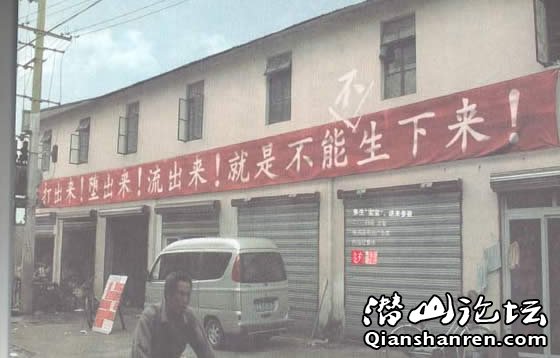 不
打出来！堕出来！流出来！就是不能生下来！
潜山论坛
Qianshanren.com